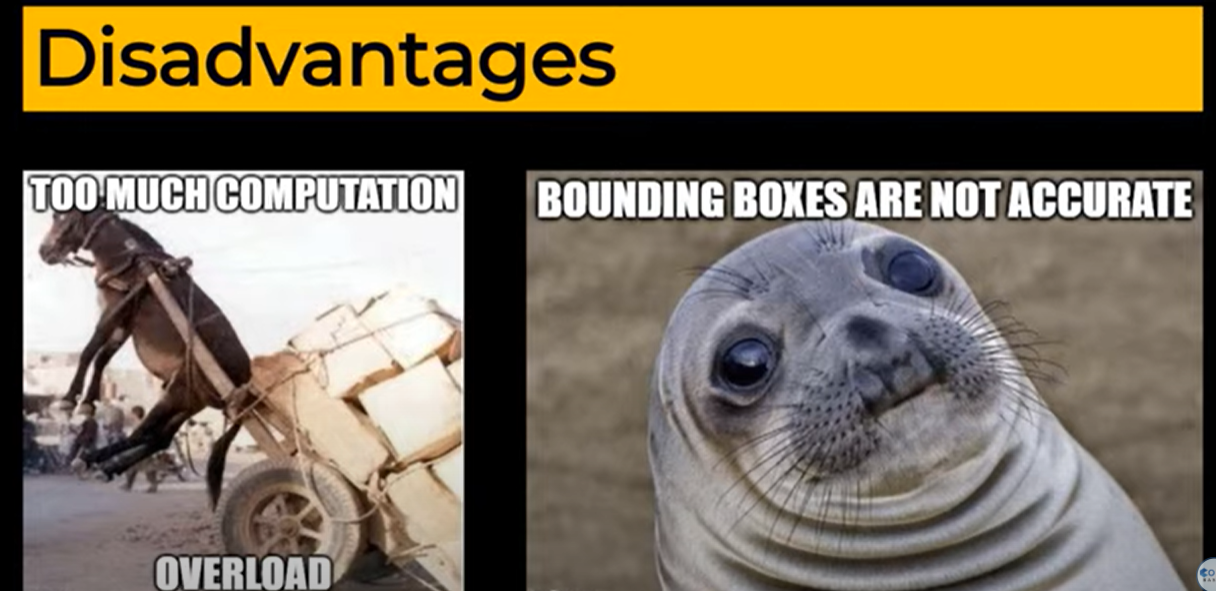 Disadvantages
TOO MUCH COMPUTATION
OVERLOAD
BOUNDING BOXES ARE NOT ACCURATE